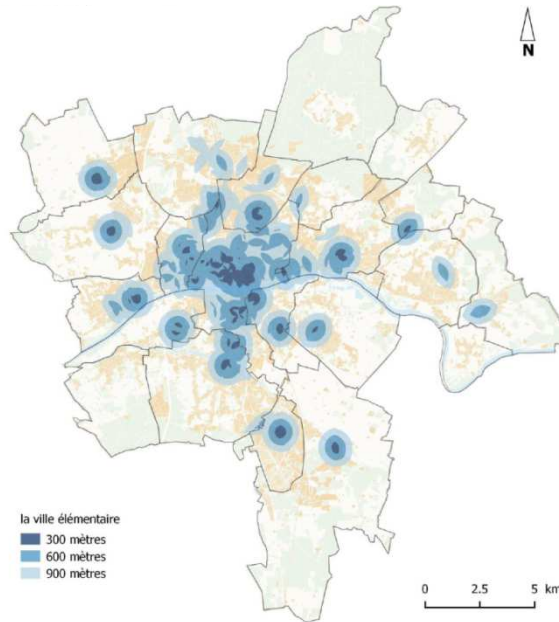 N
la ville élémentaire
300 mètres
600 mètres
900 mètres
0 2.5 5 km